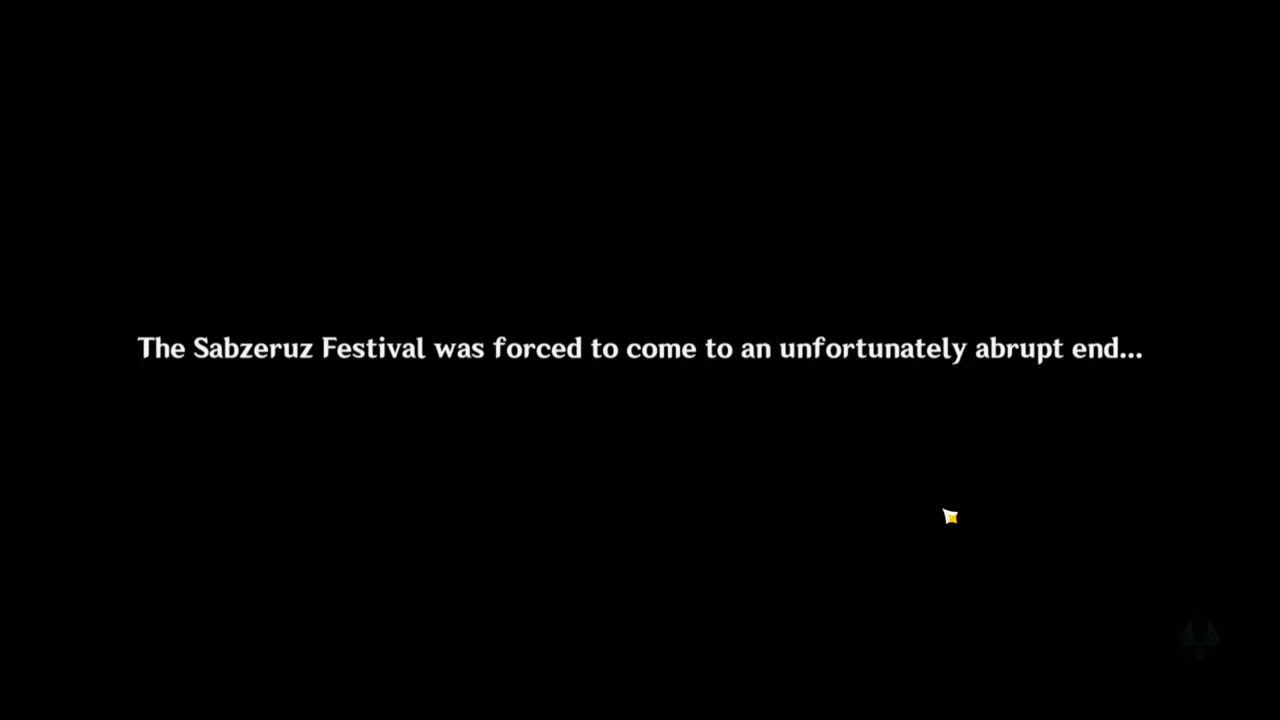 The Sabzeruz Festival was forced to come to an unfortunately abrupt end...